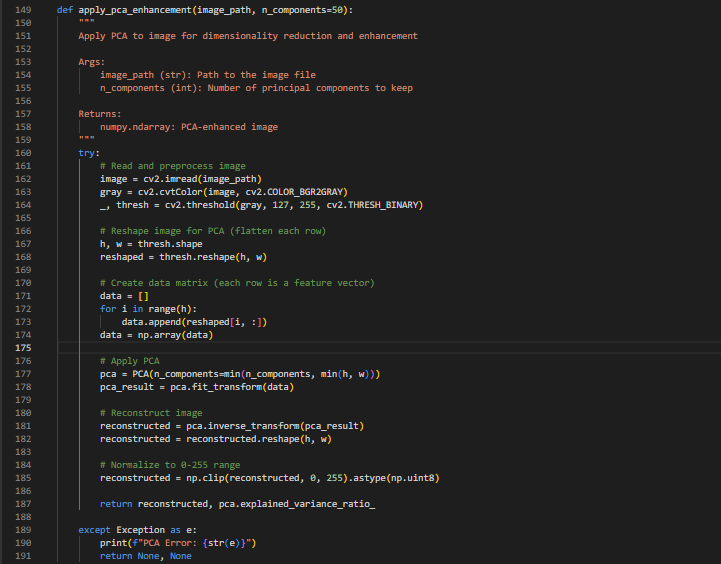 149 def apply_pca_enhancement(image_path, n_components=50):
150 """
151 Apply PCA to image for dimensionality reduction and enhancement
152
153 Args:
154 image_path (str): Path to the image file
155 n_components (int): Number of principal components to keep
156
157 Returns:
158 numpy.ndarray: PCA-enhanced image
159 """
160 try:
161 # Read and preprocess image
162 image = cv2.imread(image_path)
163 gray = cv2.cvtColor(image, cv2.COLOR_BGR2GRAY)
164 _, thresh = cv2.threshold(gray, 127, 255, cv2.THRESH_BINARY)
165
166 # Reshape image for PCA (flatten each row)
167 h, w = thresh.shape
168 reshaped = thresh.reshape(h, w)
169
170 # Create data matrix (each row is a feature vector)
171 data = []
172 for i in range(h):
173 data.append(reshaped[i, :])
174 data = np.array(data)
175
176 # Apply PCA
177 pca = PCA(n_components=min(n_components, min(h, w)))
178 pca_result = pca.fit_transform(data)
179
180 # Reconstruct image
181 reconstructed = pca.inverse_transform(pca_result)
182 reconstructed = reconstructed.reshape(h, w)
183
184 # Normalize to 0-255 range
185 reconstructed = np.clip(reconstructed, 0, 255).astype(np.uint8)
186
187 return reconstructed, pca.explained_variance_ratio_
188
189 except Exception as e:
190 print(f"PCA Error: {str(e)}")
191 return None, None